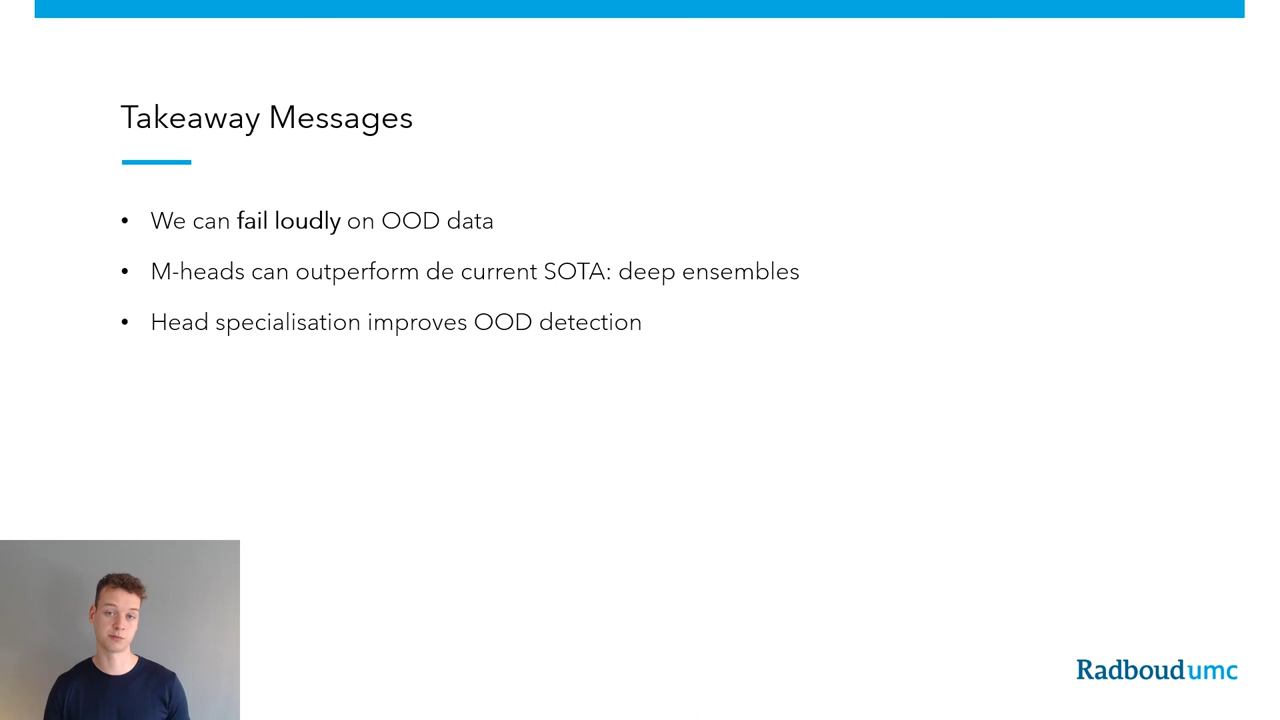 Takeaway Messages
• We can fail loudly on OOD data
• M-heads can outperform de current SOTA: deep ensembles
• Head specialisation improves OOD detection
Radboudumc